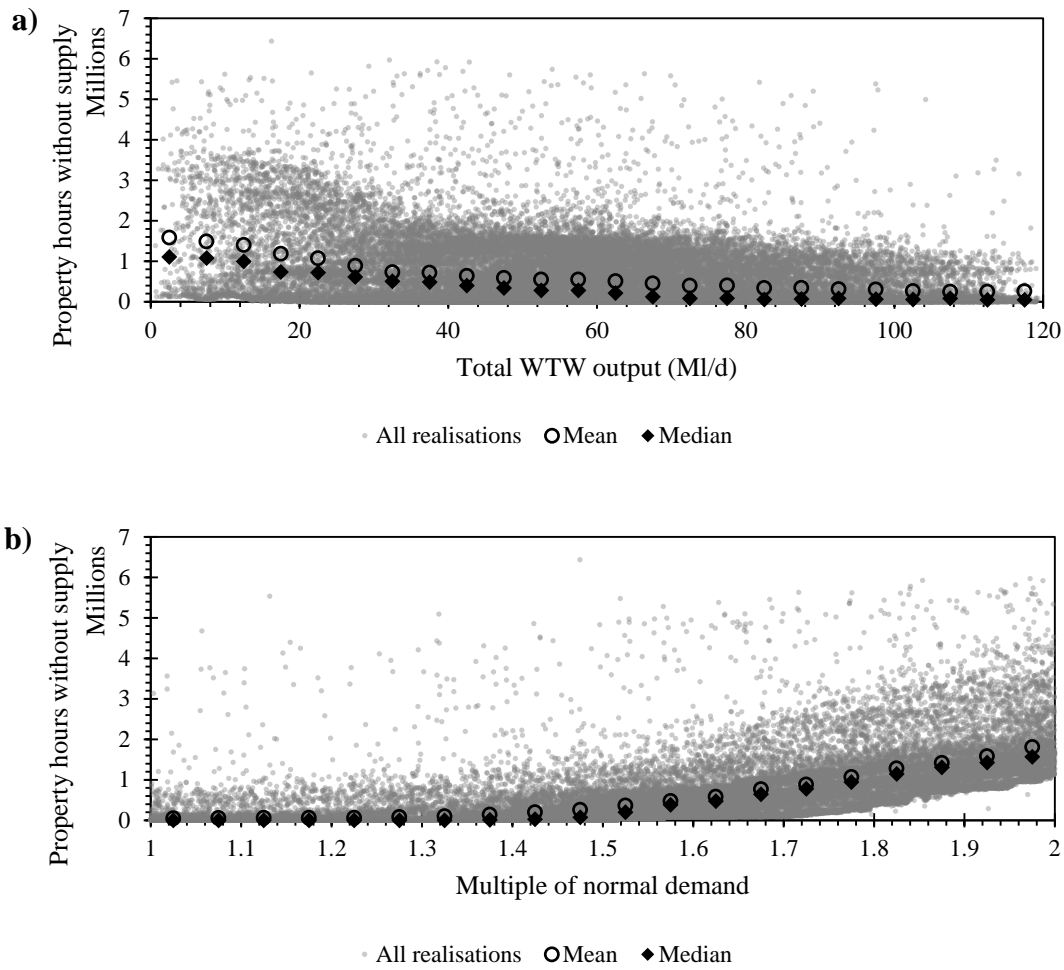 a)
Property hours without supply
Millions
7
6
5
4
3
2
1
0
0 20 40 60 80 100 120
Total WTW output (Ml/d)
All realisations Mean Median
b)
Property hours without supply
Millions
7
6
5
4
3
2
1
0
1 1.1 1.2 1.3 1.4 1.5 1.6 1.7 1.8 1.9 2
Multiple of normal demand
All realisations Mean Median